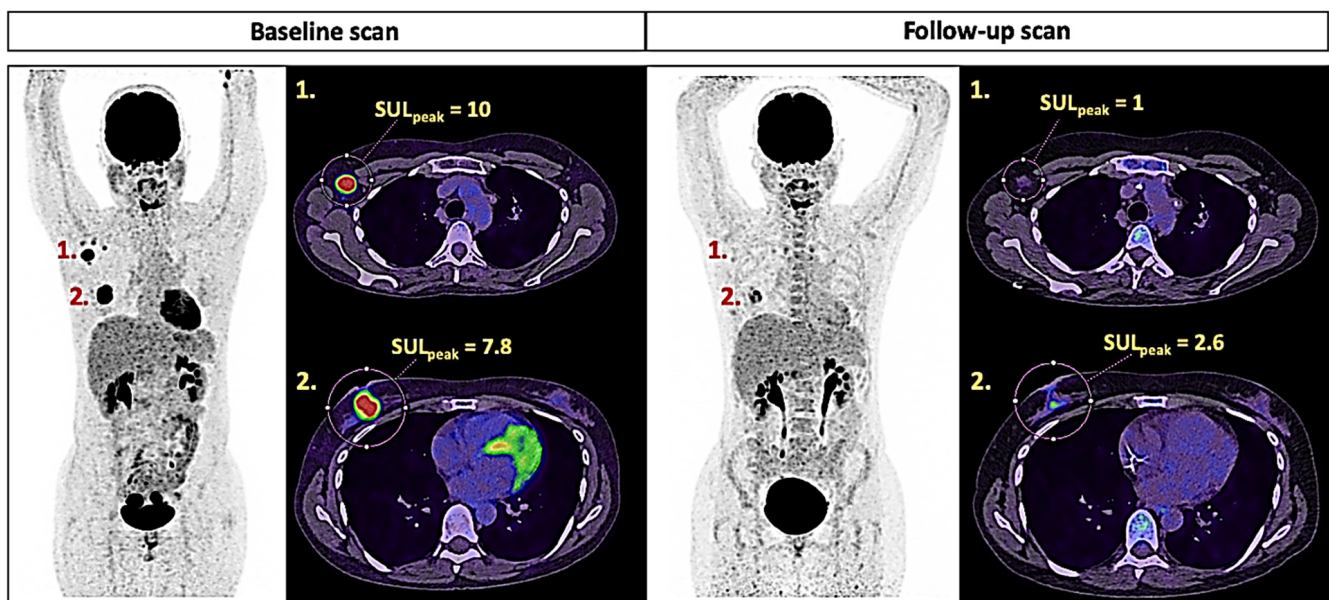 Baseline scan
Follow-up scan
1.
SULpeak = 10
1.
2.
SULpeak = 7.8
2.
1.
SULpeak = 1
1.
2.
SULpeak = 2.6
2.